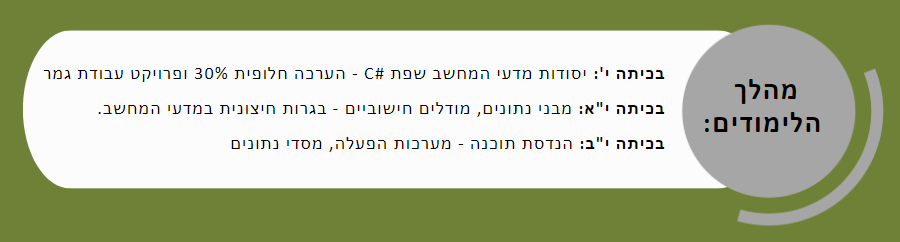 מהלך
הלימודים:
בכיתה י': יסודות מדעי המחשב שפת C# - הערכה חלופית 30% ופרויקט עבודת גמר
בכיתה י"א: מבני נתונים, מודלים חישוביים - בגרות חיצונית במדעי המחשב.
בכיתה י"ב: הנדסת תוכנה - מערכות הפעלה, מסדי נתונים